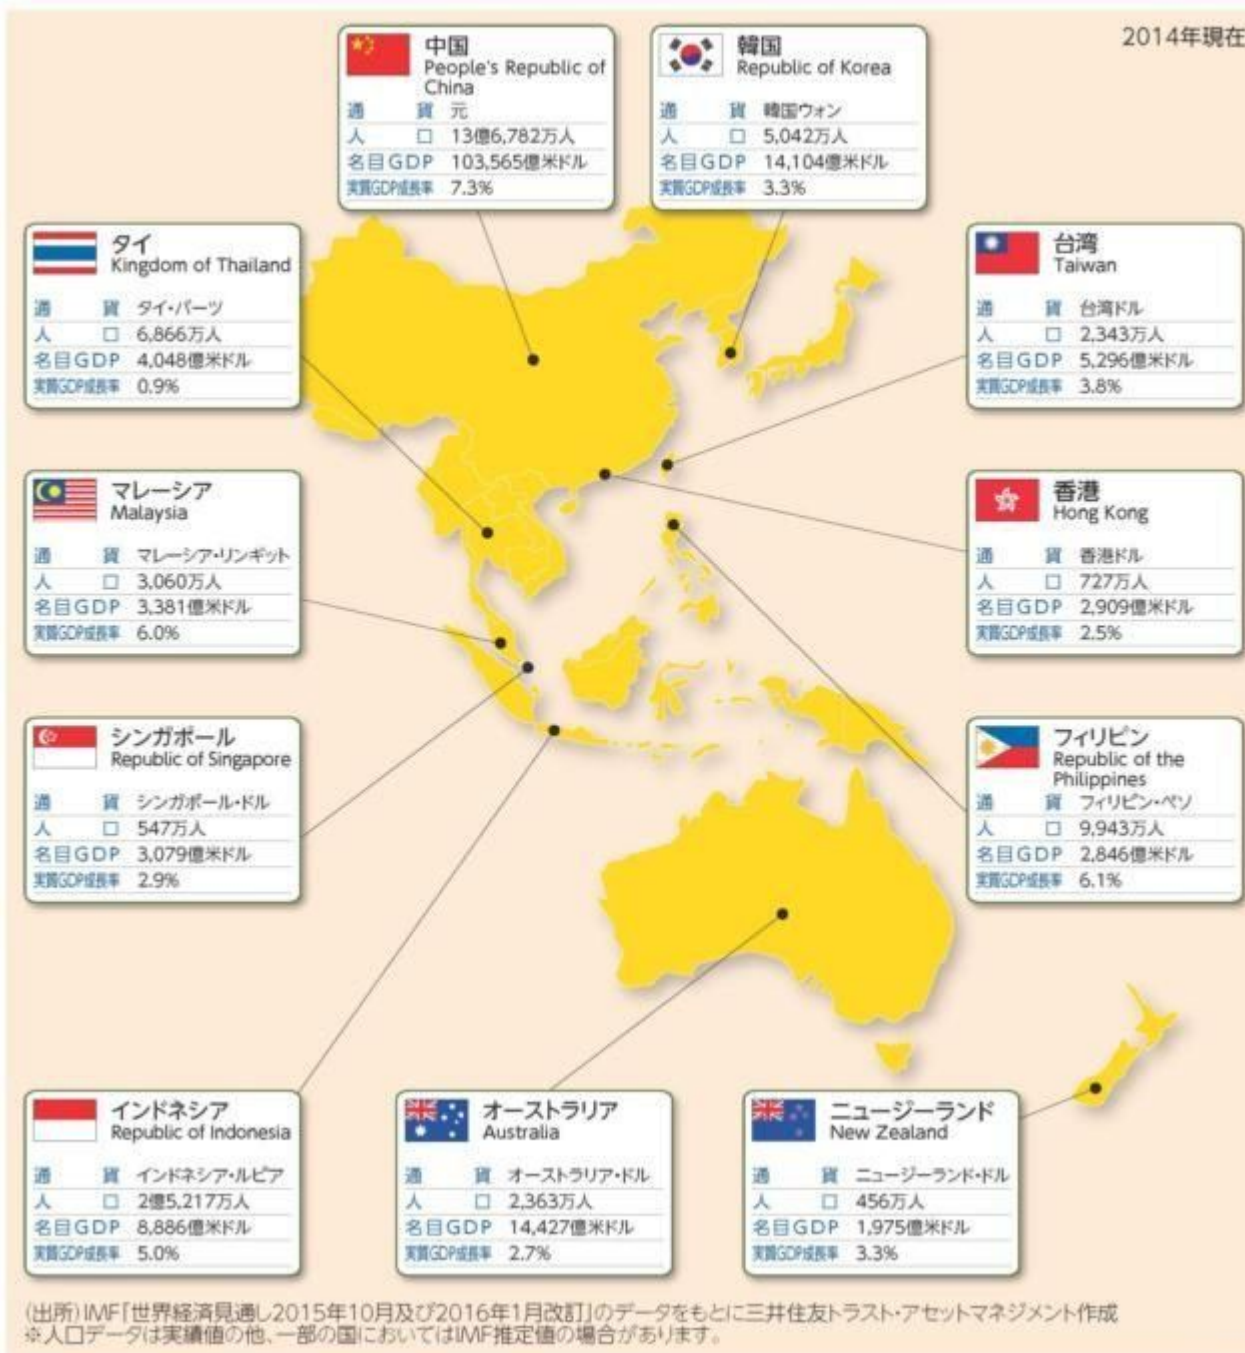 2014年現在
中国
People's Republic of
China
通 貨 元
人 口 13億6,782万人
名目GDP 103,565億米ドル
実質GDP成長率 7.3%
韓国
Republic of Korea
通 貨 韓国ウォン
人 口 5,042万人
名目GDP 14,104億米ドル
実質GDP成長率 3.3%
タイ
Kingdom of Thailand
通 貨 タイ・バーツ
人 口 6,866万人
名目GDP 4,048億米ドル
実質GDP成長率 0.9%
台湾
Taiwan
通 貨 台湾ドル
人 口 2,343万人
名目GDP 5,296億米ドル
実質GDP成長率 3.8%
マレーシア
Malaysia
通 貨 マレーシア・リンギット
人 口 3,060万人
名目GDP 3,381億米ドル
実質GDP成長率 6.0%
香港
Hong Kong
通 貨 香港ドル
人 口 727万人
名目GDP 2,909億米ドル
実質GDP成長率 2.5%
シンガポール
Republic of Singapore
通 貨 シンガポール・ドル
人 口 547万人
名目GDP 3,079億米ドル
実質GDP成長率 2.9%
フィリピン
Republic of the
Philippines
通 貨 フィリピン・ペソ
人 口 9,943万人
名目GDP 2,846億米ドル
実質GDP成長率 6.1%
インドネシア
Republic of Indonesia
通 貨 インドネシア・ルピア
人 口 2億5,217万人
名目GDP 8,886億米ドル
実質GDP成長率 5.0%
オーストラリア
Australia
通 貨 オーストラリア・ドル
人 口 2,363万人
名目GDP 14,427億米ドル
実質GDP成長率 2.7%
ニュージーランド
New Zealand
通 貨 ニュージーランド・ドル
人 口 456万人
名目GDP 1,975億米ドル
実質GDP成長率 3.3%
(出所)IMF「世界経済見通し2015年10月及び2016年1月改訂」のデータをもとに三井住友トラスト・アセットマネジメント作成
※人口データは実績値の他、一部の国においてはIMF推定値の場合があります。